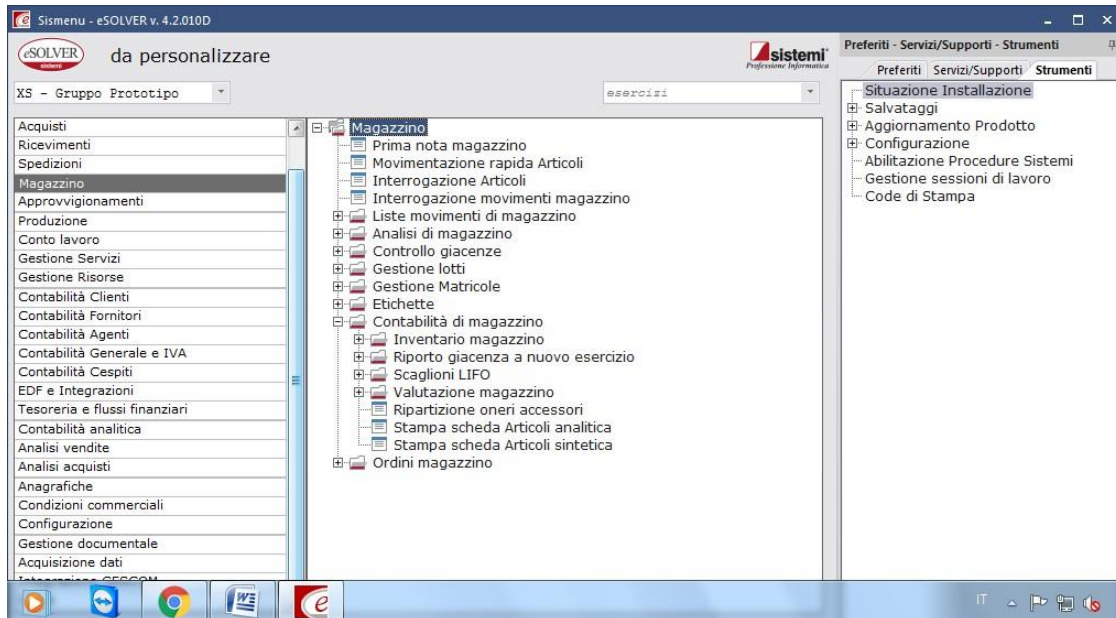 Sismenu - eSOLVER v. 4.2.010D
eSOLVER
sistemi
da personalizzare
sistemi
Professione Informatica
XS - Gruppo Prototipo
esercizi
Acquisti
Ricevimenti
Spedizioni
Magazzino
Approvvigionamenti
Produzione
Conto lavoro
Gestione Servizi
Gestione Risorse
Contabilità Clienti
Contabilità Fornitori
Contabilità Agenti
Contabilità Generale e IVA
Contabilità Cespiti
EDF e Integrazioni
Tesoreria e flussi finanziari
Contabilità analitica
Analisi vendite
Analisi acquisti
Anagrafiche
Condizioni commerciali
Configurazione
Gestione documentale
Acquisizione dati
Integrazione GESCOM
Magazzino
Prima nota magazzino
Movimentazione rapida Articoli
Interrogazione Articoli
Interrogazione movimenti magazzino
Liste movimenti di magazzino
Analisi di magazzino
Controllo giacenze
Gestione lotti
Gestione Matricole
Etichette
Contabilità di magazzino
Inventario magazzino
Riporto giacenza a nuovo esercizio
Scaglioni LIFO
Valutazione magazzino
Ripartizione oneri accessori
Stampa scheda Articoli analitica
Stampa scheda Articoli sintetica
Ordini magazzino
Preferiti - Servizi/Supporti - Strumenti
Preferiti Servizi/Supporti Strumenti
Situazione Installazione
Salvataggi
Aggiornamento Prodotto
Configurazione
Abilitazione Procedure Sistemi
Gestione sessioni di lavoro
Code di Stampa
W
e
IT